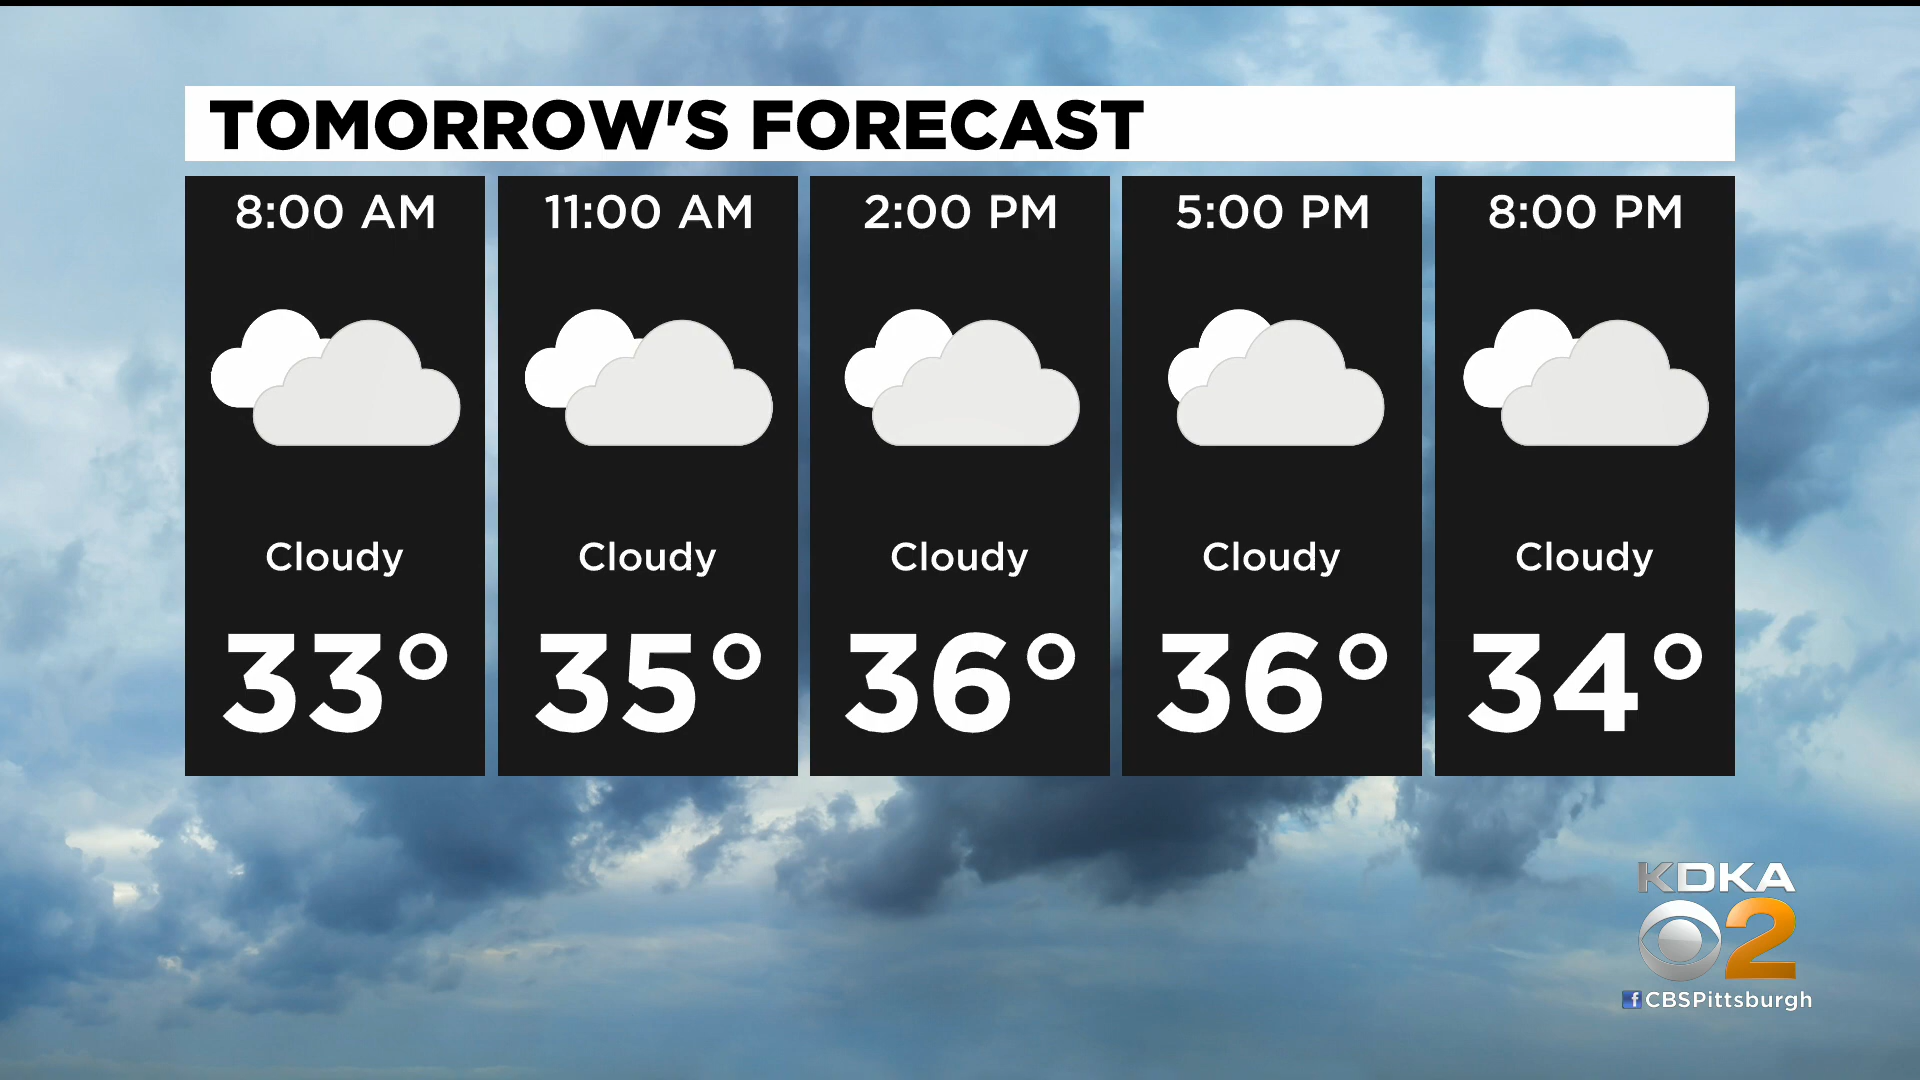 TOMORROW'S FORECAST
8:00 AM
11:00 AM
2:00 PM
5:00 PM
8:00 PM
Cloudy
Cloudy
Cloudy
Cloudy
Cloudy
33°
35°
36°
36°
34°
KDKA
2
f CBSPittsburgh